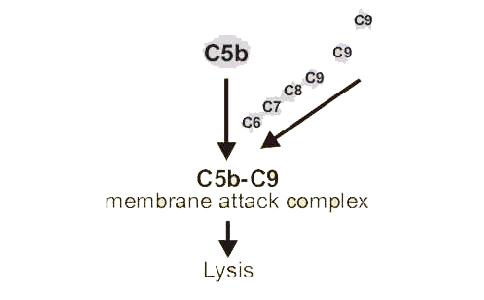 C9
C5b
C9
C9
C8
C7
C6
C5b-C9
membrane attack complex
Lysis